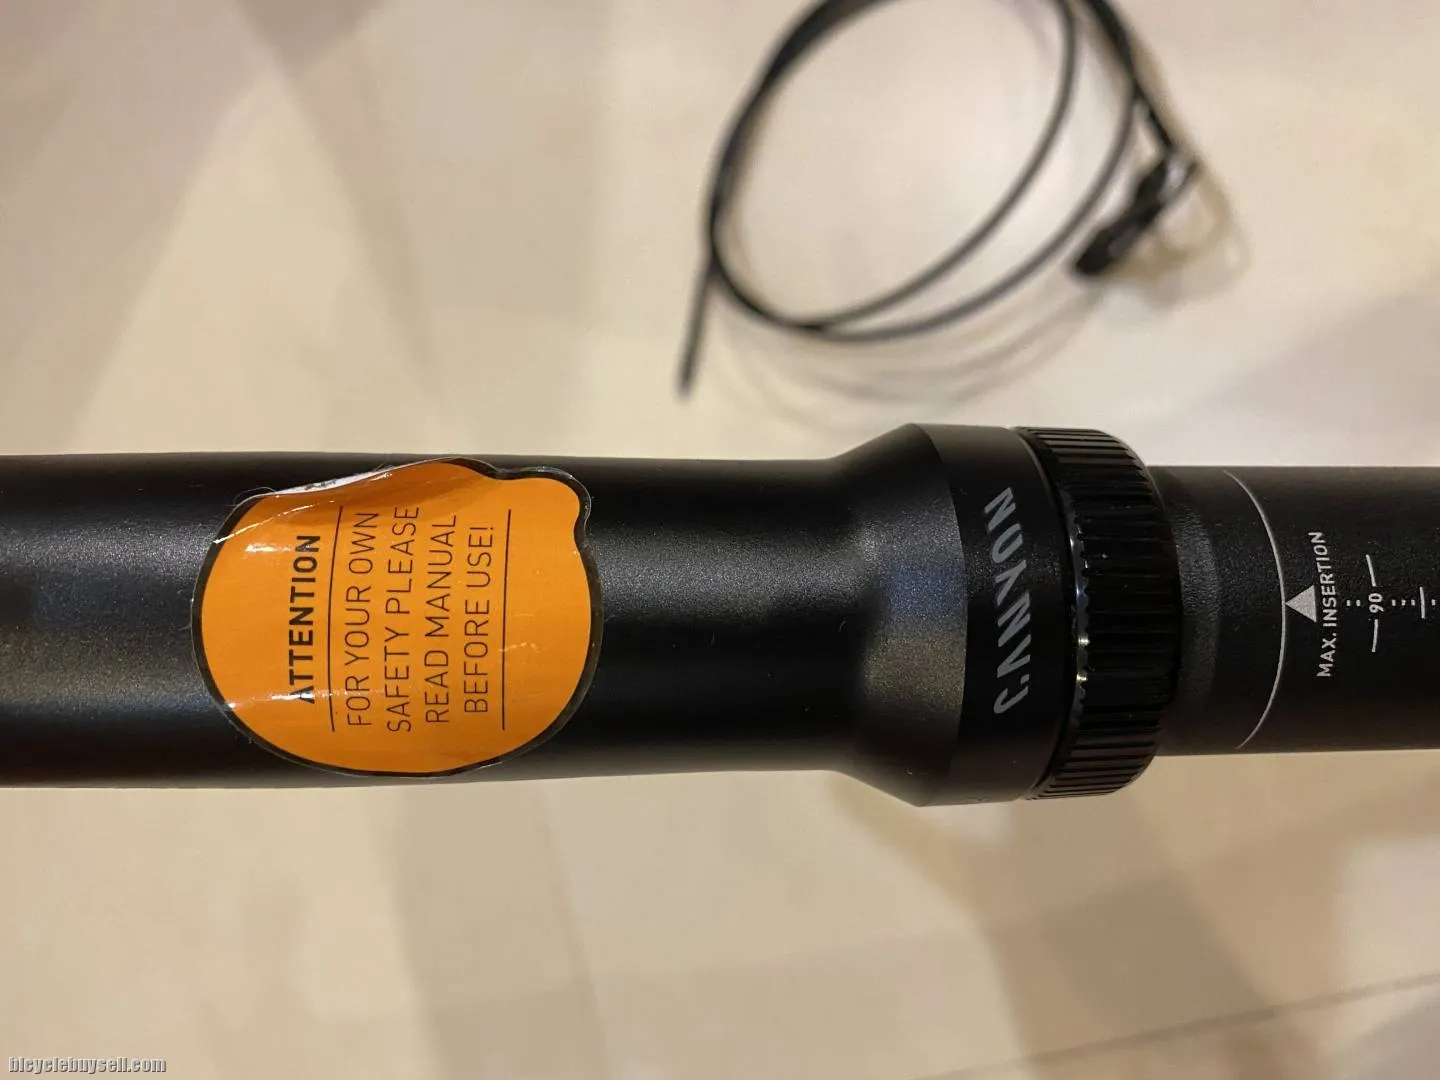 ATTENTION
FOR YOUR OWN
SAFETY PLEASE
READ MANUAL
BEFORE USE!
CANYON
MAX. INSERTION
90
bicyclebuysell.com